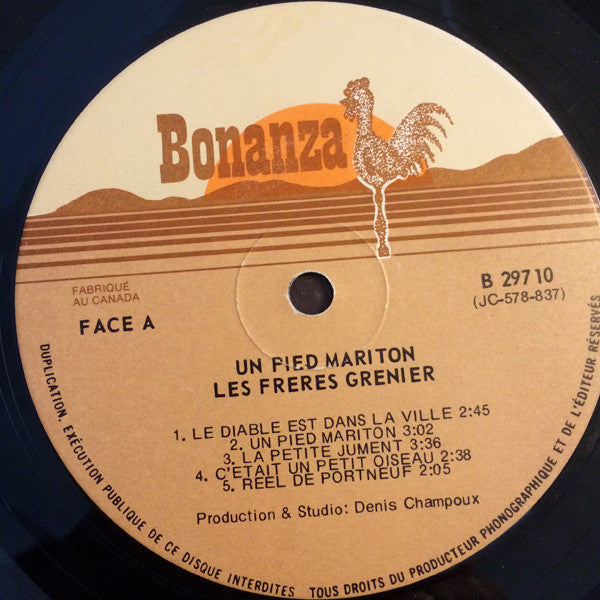 Bonanza
FABRIQUÉ
AU CANADA
FACE A
B 29710
(JC-578-837)
UN PIED MARITON
LES FRERES GRENIER
1. LE DIABLE EST DANS LA VILLE 2:45
2. UN PIED MARITON 3:02
3. LA PETITE JUMENT 3:36
4. C'ETAIT UN PETIT OISEAU 2:38
5. REEL DE PORTNEUF 2:05
Production & Studio: Denis Champoux
DUPLICATION, EXÉCUTION PUBLIQUE DE CE DISQUE INTERDITES TOUS DROITS DU PRODUCTEUR PHONOGRAPHIQUE ET DE L'ÉDITEUR RÉSERVÉS